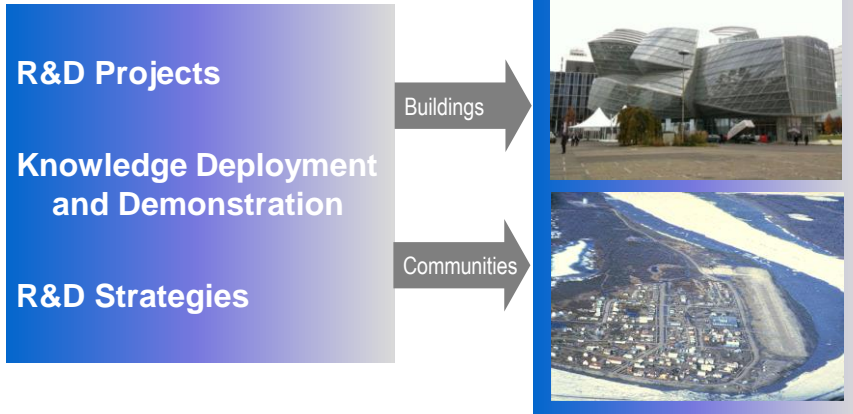 R&D Projects
Buildings
Knowledge Deployment
and Demonstration
Communities
R&D Strategies